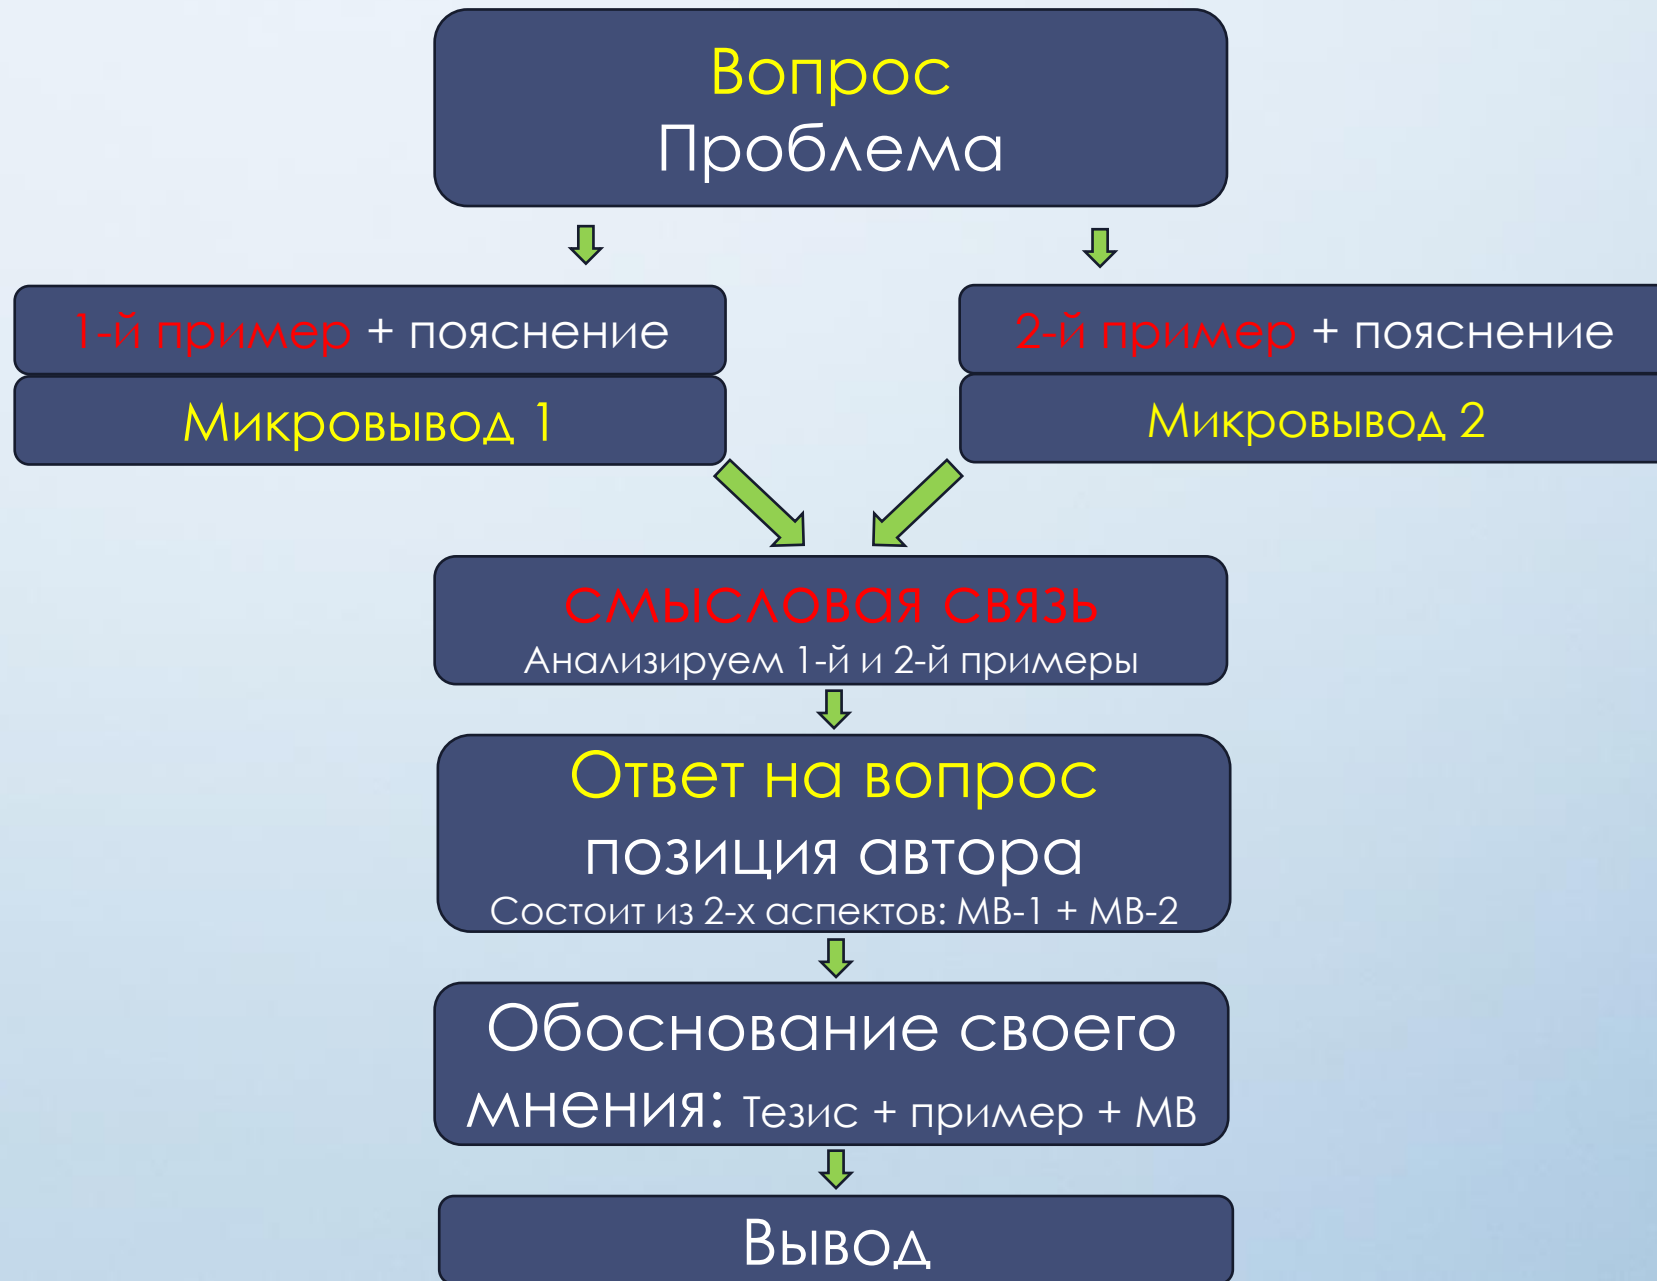 Вопрос
Проблема
1-й пример + пояснение
Микровывод 1
2-й пример + пояснение
Микровывод 2
смысловая связь
Анализируем 1-й и 2-й примеры
Ответ на вопрос
позиция автора
Состоит из 2-х аспектов: МВ-1 + МВ-2
Обоснование своего
мнения: Тезис + пример + МВ
Вывод